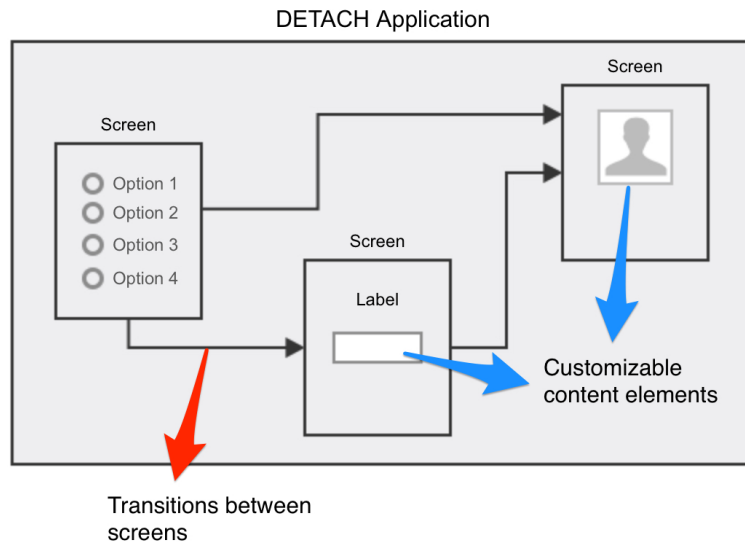 DETACH Application
Screen
Screen
Option 1
Option 2
Option 3
Option 4
Screen
Label
Customizable
content elements
Transitions between
screens